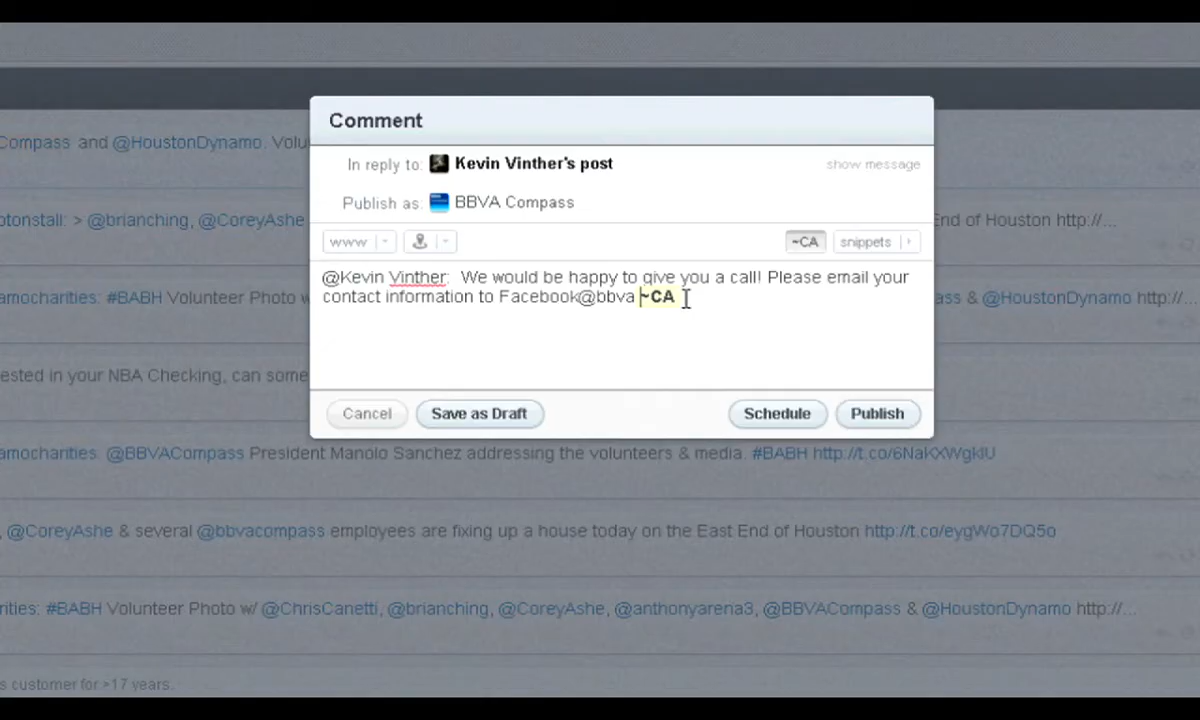 Compass and @HoustonDynamo. Volu
otonstall: > @brianching, @CoreyAshe
End of Houston http://...
amocharities: #BABH Volunteer Photo w
ass & @HoustonDynamo http://...
ested in your NBA Checking, can some
amocharities: @BBVACompass President Manolo Sanchez addressing the volunteers & media. #BABH http://t.co/6NaKXWgklU
, @CoreyAshe & several @bbvacompass employees are fixing up a house today on the East End of Houston http://t.co/eygWo7DQ5o
rities: #BABH Volunteer Photo w/ @ChrisCanetti, @brianching, @CoreyAshe, @anthonyarena3, @BBVACompass & @HoustonDynamo http://...
s customer for >17 years.
Comment
In reply to: Kevin Vinther's post show message
Publish as: BBVA Compass
www ~CA snippets
@Kevin Vinther: We would be happy to give you a call! Please email your
contact information to Facebook@bbva ~CA
Cancel Save as Draft Schedule Publish